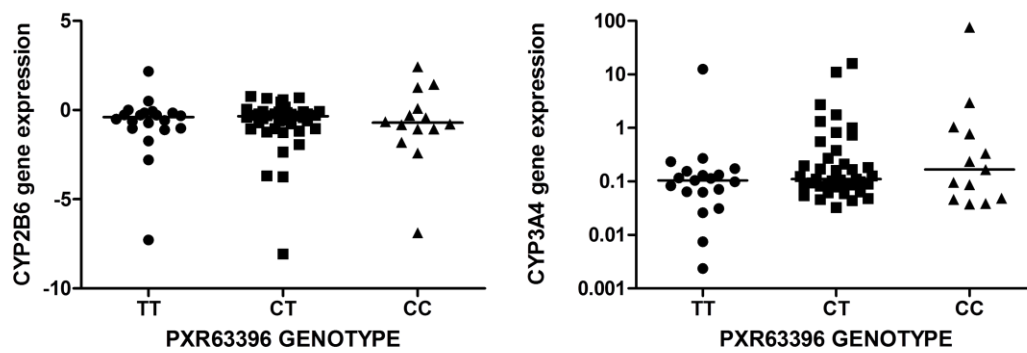 CYP2B6 gene expression
5
0
-5
-10
TT CT CC
PXR63396 GENOTYPE
CYP3A4 gene expression
100
10
1
0.1
0.01
0.001
TT CT CC
PXR63396 GENOTYPE